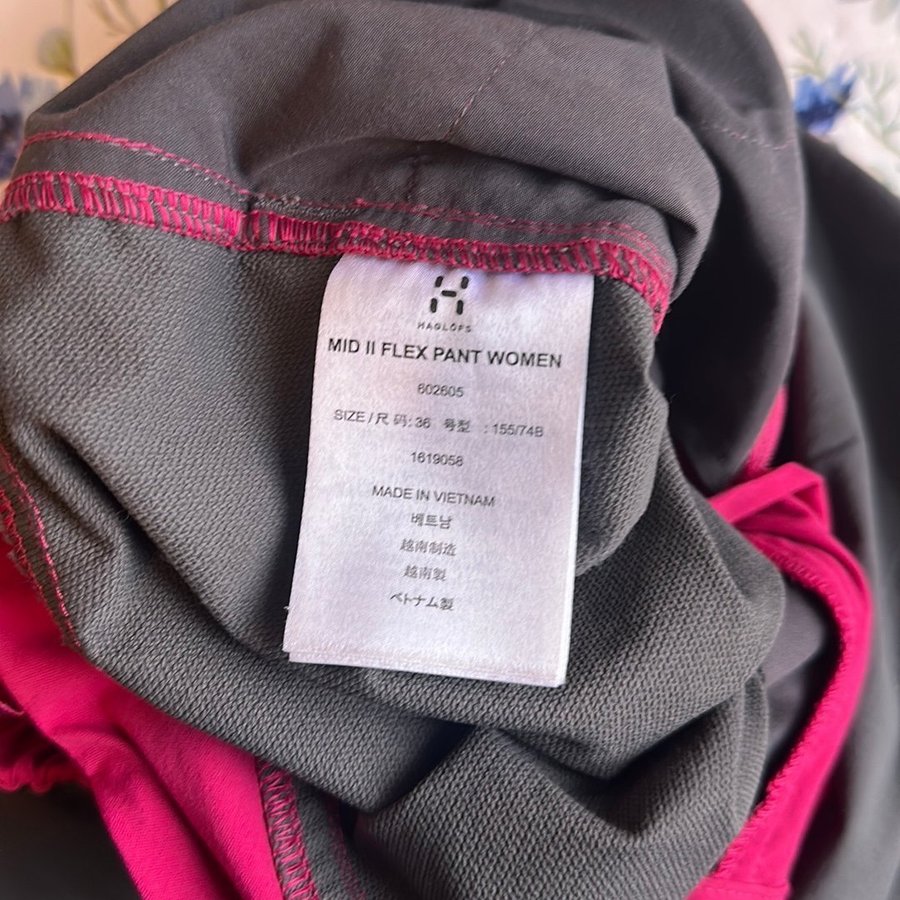 HAGLÖFS
MID II FLEX PANT WOMEN
602605
SIZE / 尺 码: 36 号型 : 155/74B
1619058
MADE IN VIETNAM
베트남
越南制造
越南製
ベトナム製